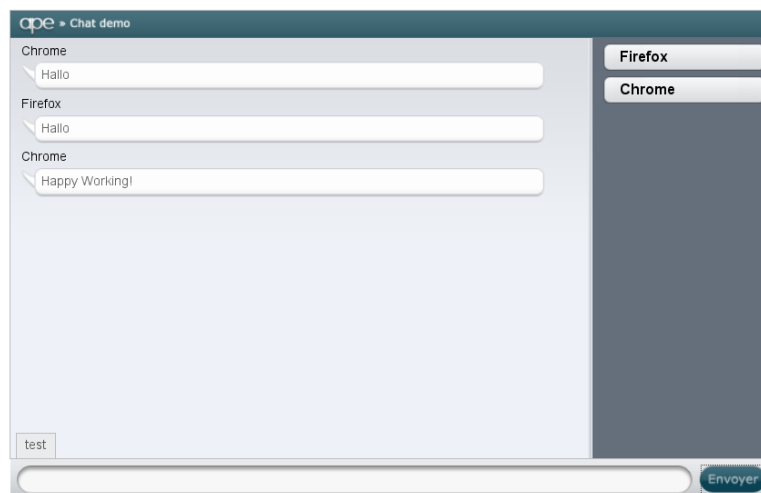 ape » Chat demo
Chrome
Hallo
Firefox
Hallo
Chrome
Happy Working!
Firefox
Chrome
test
Envoyer